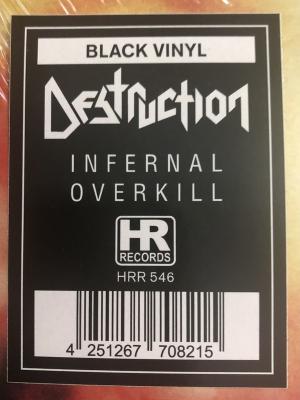 BLACK VINYL
DESTRUCTION
INFERNAL
OVERKILL
HR
RECORDS
HRR 546
4 251267 708215